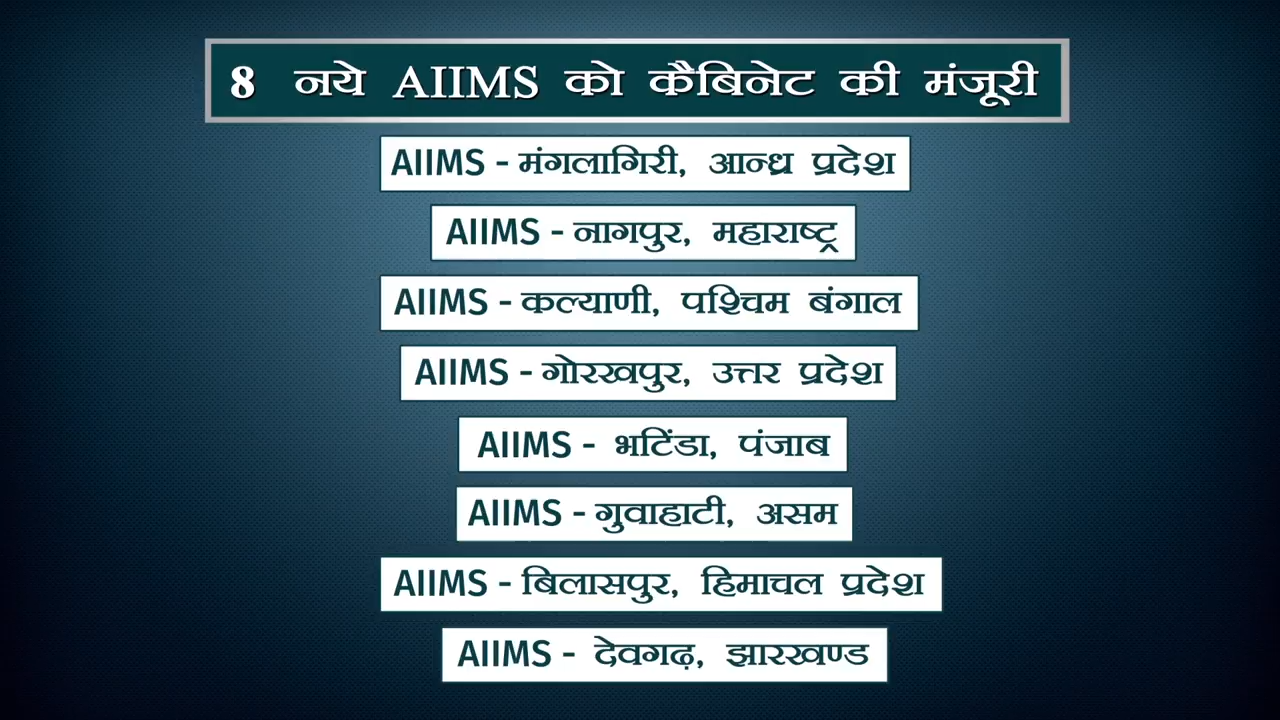 8 नये AIIMS को कैबिनेट की मंजूरी
AIIMS - मंगलागिरी, आन्ध्र प्रदेश
AIIMS - नागपुर, महाराष्ट्र
AIIMS - कल्याणी, पश्चिम बंगाल
AIIMS - गोरखपुर, उत्तर प्रदेश
AIIMS - भटिंडा, पंजाब
AIIMS - गुवाहाटी, असम
AIIMS - बिलासपुर, हिमाचल प्रदेश
AIIMS - देवगढ़, झारखण्ड